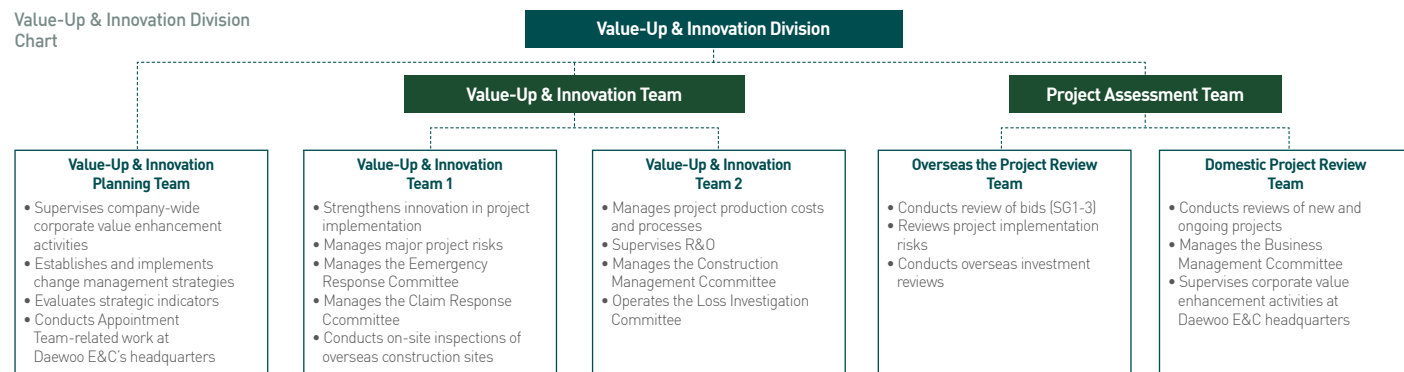 Value-Up & Innovation Division
Chart
Value-Up & Innovation Division
Value-Up & Innovation Team
Project Assessment Team
Value-Up & Innovation
Planning Team
• Supervises company-wide
corporate value enhancement
activities
• Establishes and implements
change management strategies
• Evaluates strategic indicators
• Conducts Appointment
Team-related work at
Daewoo E&C's headquarters
Value-Up & Innovation
Team 1
• Strengthens innovation in project
implementation
• Manages major project risks
• Manages the Eemergency
Response Committee
• Manages the Claim Response
Ccommittee
• Conducts on-site inspections of
overseas construction sites
Value-Up & Innovation
Team 2
• Manages project production costs
and processes
• Supervises R&O
• Manages the Construction
Management Ccommittee
• Operates the Loss Investigation
Committee
Overseas the Project Review
Team
• Conducts review of bids (SG1-3)
• Reviews project implementation
risks
• Conducts overseas investment
reviews
Domestic Project Review
Team
• Conducts reviews of new and
ongoing projects
• Manages the Business
Management Ccommittee
• Supervises corporate value
enhancement activities at
Daewoo E&C headquarters